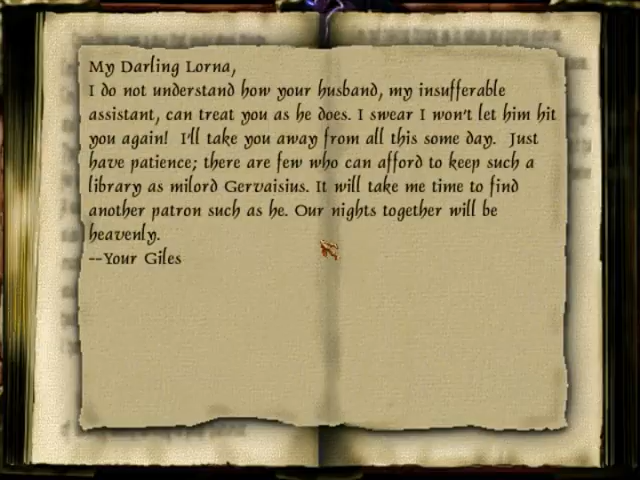 My Darling Lorna,
I do not understand how your husband, my insufferable
assistant, can treat you as he does. I swear I won't let him hit
you again! I'll take you away from all this some day. Just
have patience; there are few who can afford to keep such a
library as milord Gervaisius. It will take me time to find
another patron such as he. Our nights together will be
heavenly.
--Your Giles